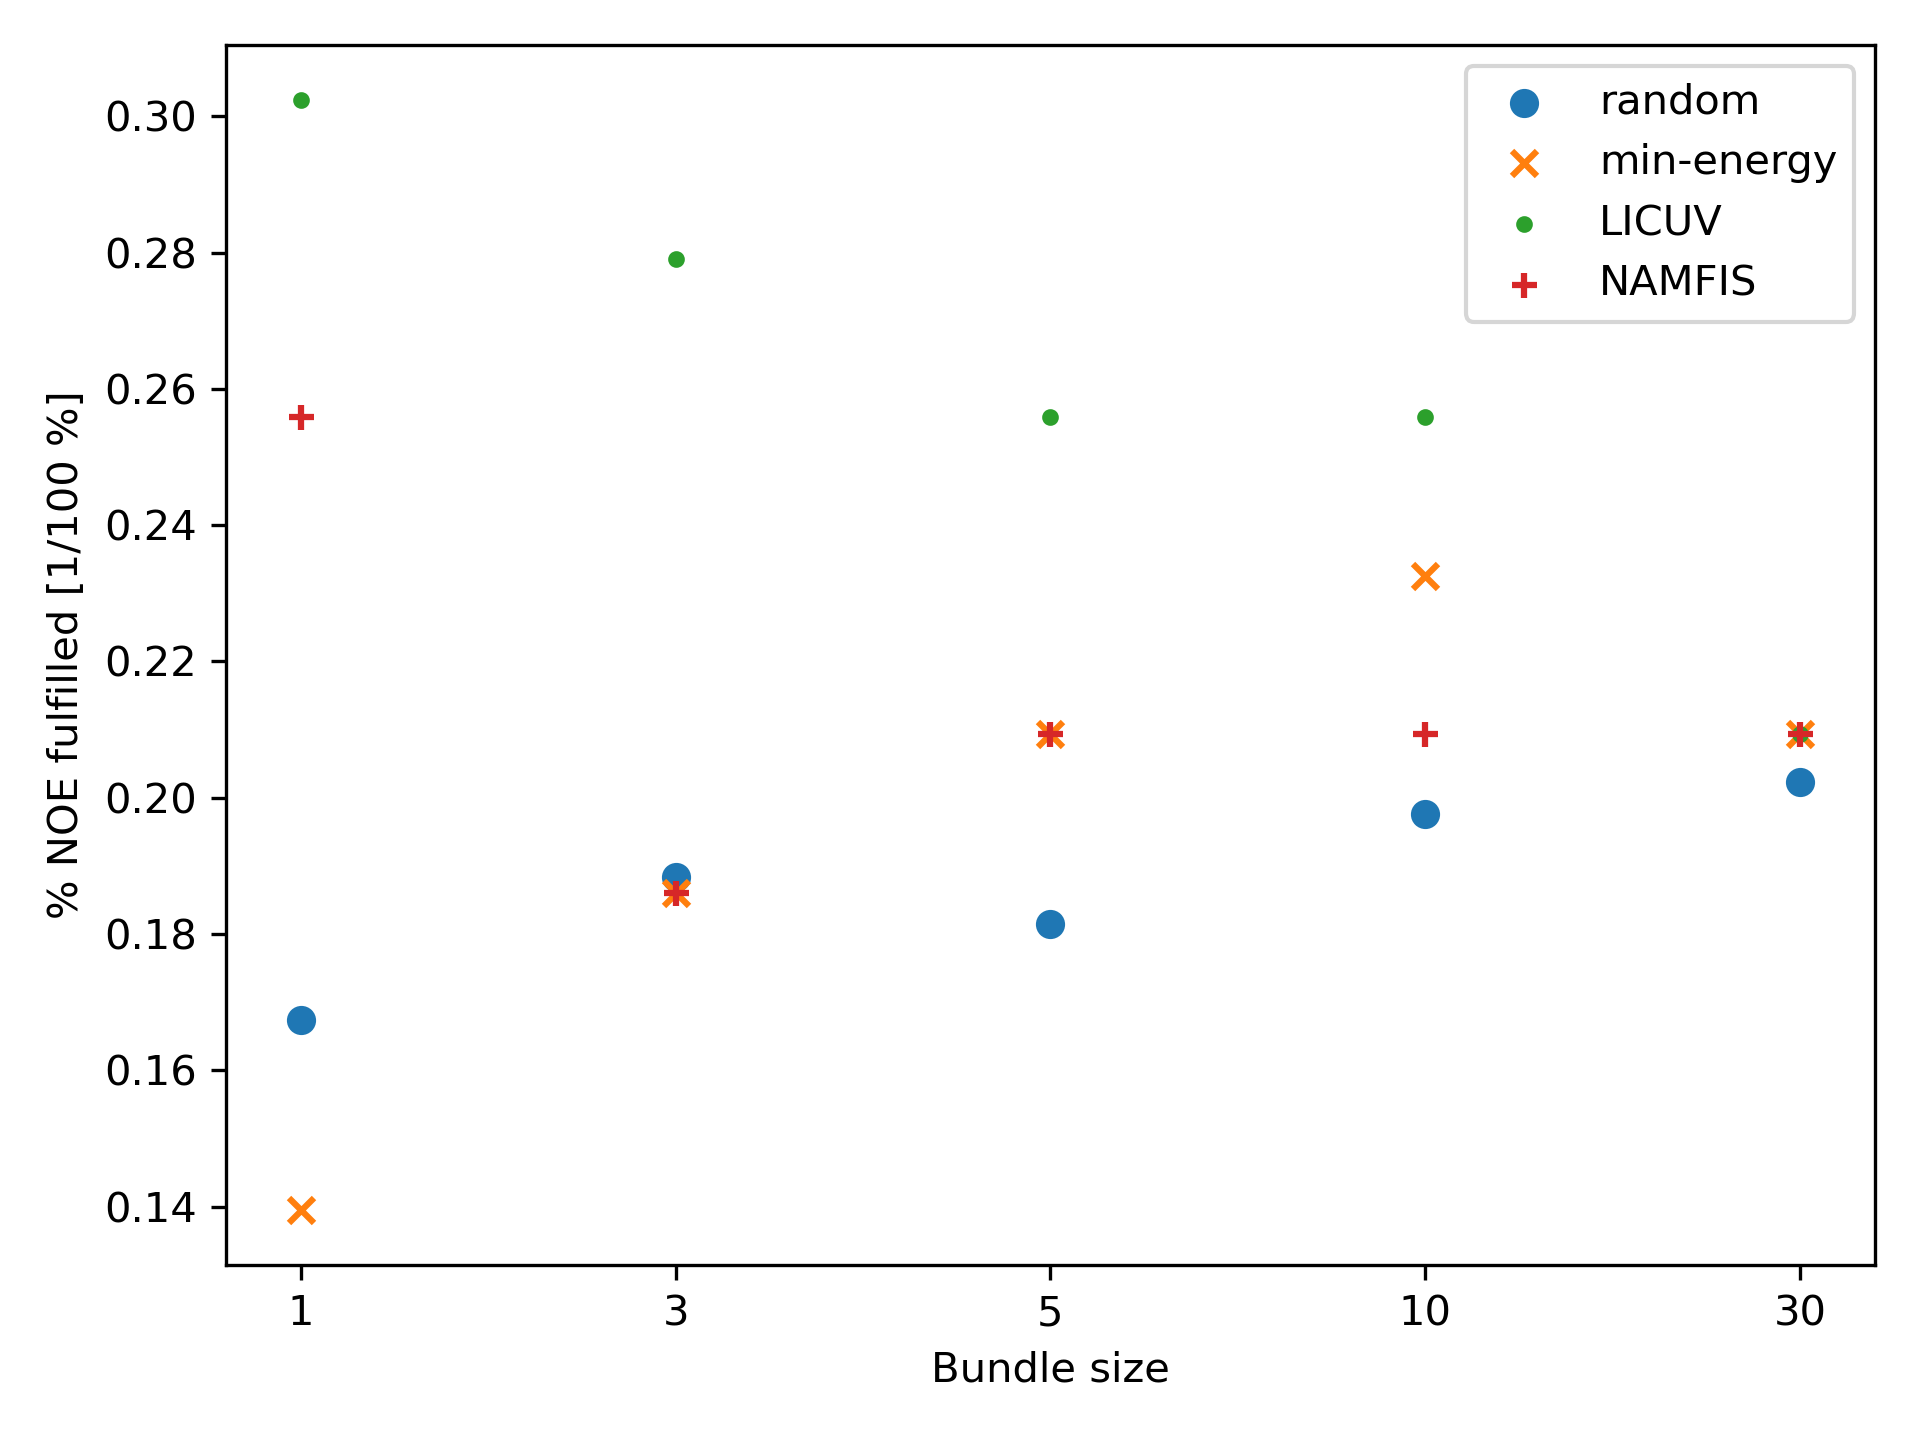 0.30
0.28
0.26
0.24
0.22
0.20
0.18
0.16
0.14
% NOE fulfilled [1/100 %]
random
min-energy
LICUV
NAMFIS
1 3 5 10 30
Bundle size